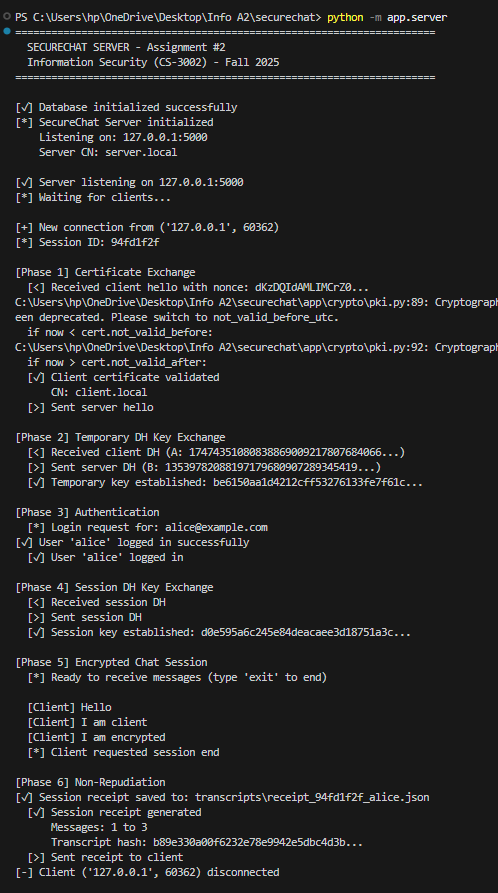 PS C:\Users\hp\OneDrive\Desktop\Info A2\securechat> python -m app.server
======================================================================
SECURECHAT SERVER - Assignment #2
Information Security (CS-3002) - Fall 2025
======================================================================
[√] Database initialized successfully
[*] SecureChat Server initialized
Listening on: 127.0.0.1:5000
Server CN: server.local
[√] Server listening on 127.0.0.1:5000
[*] Waiting for clients...
[+] New connection from ('127.0.0.1', 60362)
[*] Session ID: 94fd1f2f
[Phase 1] Certificate Exchange
[<] Received client hello with nonce: dKzDQIdAMLIMCrZ0...
C:\Users\hp\OneDrive\Desktop\Info A2\securechat\app\crypto\pki.py:89: Cryptograph
een deprecated. Please switch to not_valid_before_utc.
if now < cert.not_valid_before:
C:\Users\hp\OneDrive\Desktop\Info A2\securechat\app\crypto\pki.py:92: Cryptograph
if now > cert.not_valid_after:
[√] Client certificate validated
CN: client.local
[>] Sent server hello
[Phase 2] Temporary DH Key Exchange
[<] Received client DH (A: 17474351080838869009217807684066...)
[>] Sent server DH (B: 13539782088197179680907289345419...)
[√] Temporary key established: be6150aa1d4212cff53276133fe7f61c...
[Phase 3] Authentication
[*] Login request for: alice@example.com
[√] User 'alice' logged in successfully
[√] User 'alice' logged in
[Phase 4] Session DH Key Exchange
[<] Received session DH
[>] Sent session DH
[√] Session key established: d0e595a6c245e84deacaee3d18751a3c...
[Phase 5] Encrypted Chat Session
[*] Ready to receive messages (type 'exit' to end)
[Client] Hello
[Client] I am client
[Client] I am encrypted
[*] Client requested session end
[Phase 6] Non-Repudiation
[√] Session receipt saved to: transcripts\receipt_94fd1f2f_alice.json
[√] Session receipt generated
Messages: 1 to 3
Transcript hash: b89e330a00f6232e78e9942e5dbc4d3b...
[>] Sent receipt to client
[-] Client ('127.0.0.1', 60362) disconnected